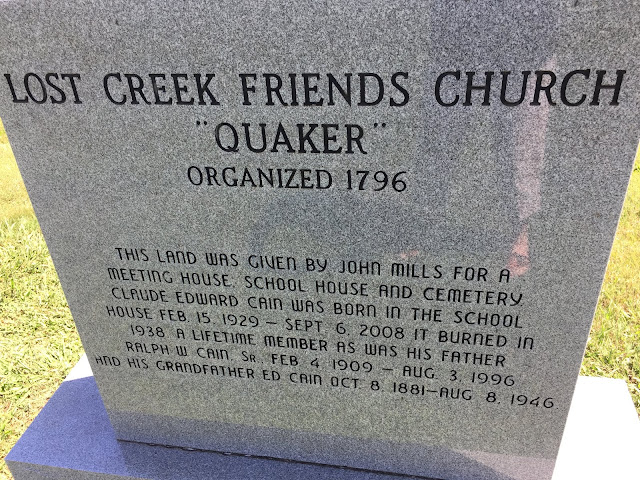 LOST CREEK FRIENDS CHURCH
"QUAKER"
ORGANIZED 1796
THIS LAND WAS GIVEN BY JOHN MILLS FOR A
MEETING HOUSE, SCHOOL HOUSE AND CEMETERY.
CLAUDE EDWARD CAIN WAS BORN IN THE SCHOOL
HOUSE FEB. 15, 1929 – SEPT. 6, 2008 IT BURNED IN
1938. A LIFETIME MEMBER AS WAS HIS FATHER
RALPH W. CAIN, SR. FEB. 4, 1909 – AUG. 3, 1996
AND HIS GRANDFATHER ED CAIN OCT. 8, 1881–AUG. 8, 1946